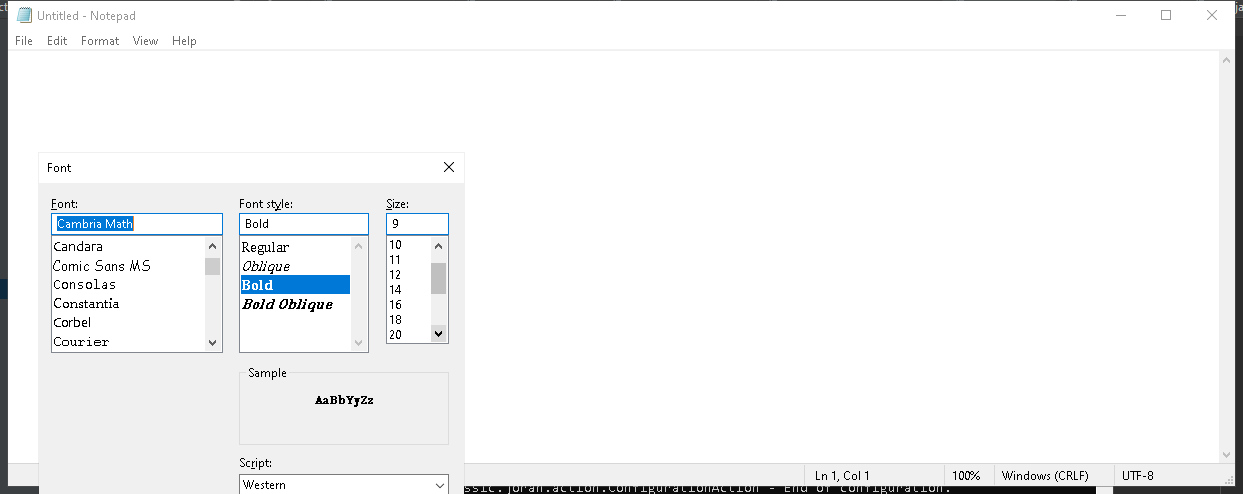 Untitled - Notepad
File Edit Format View Help
Font
Font: Font style: Size:
Cambria Math Bold 9
Candara Regular 10
Comic Sans MS Oblique 11
Consolas Bold 12
Constantia Bold Oblique 14
Corbel 16
Courier 18
20
Sample
AaBbYyZz
Script:
Western
Ln 1, Col 1 100% Windows (CRLF) UTF-8
ssic.joran.action.ConfigurationAction - End of configuration.